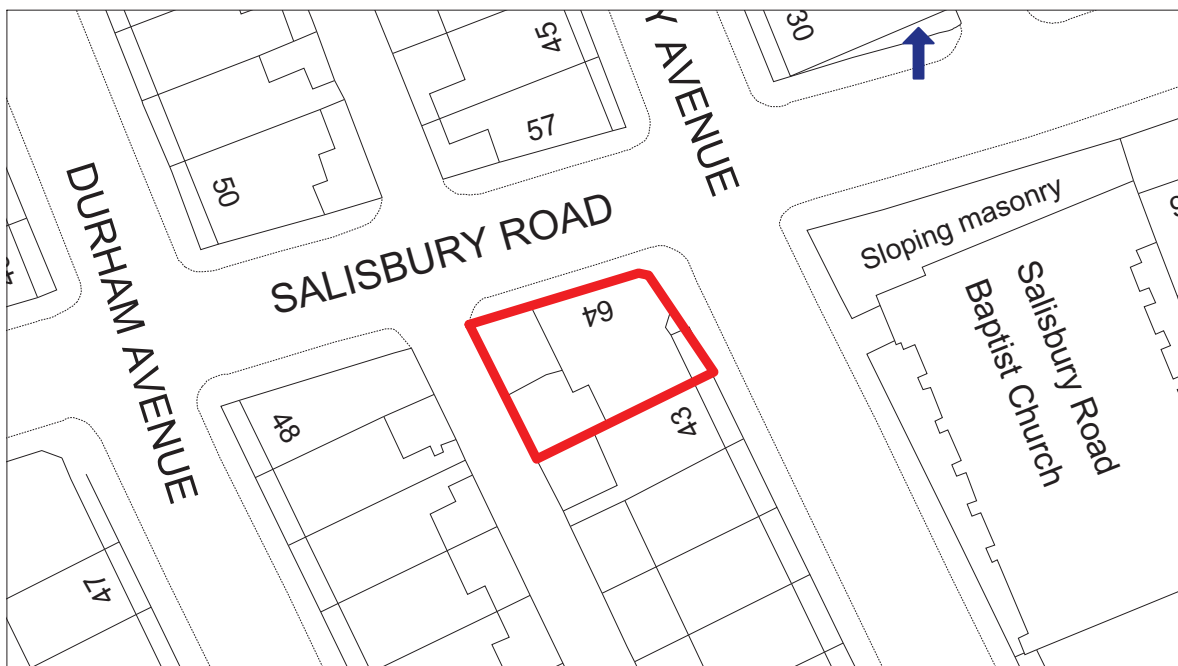 45
30
Y AVENUE
57
50
DURHAM AVENUE
SALISBURY ROAD
Sloping masonry
64
Salisbury Road
Baptist Church
48
43
47